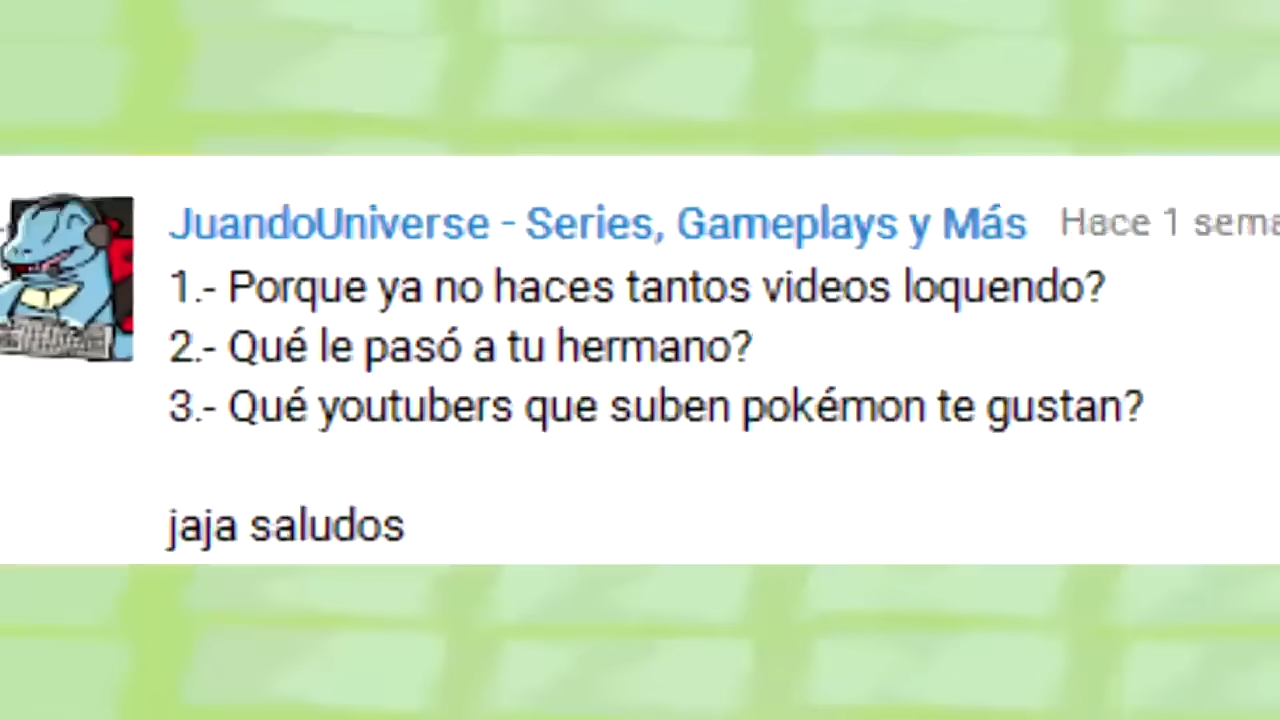 JuandoUniverse - Series, Gameplays y Más Hace 1
1.- Porque ya no haces tantos videos loquendo?
2.- Qué le pasó a tu hermano?
3.- Qué youtubers que suben pokémon te gustan?
jaja saludos